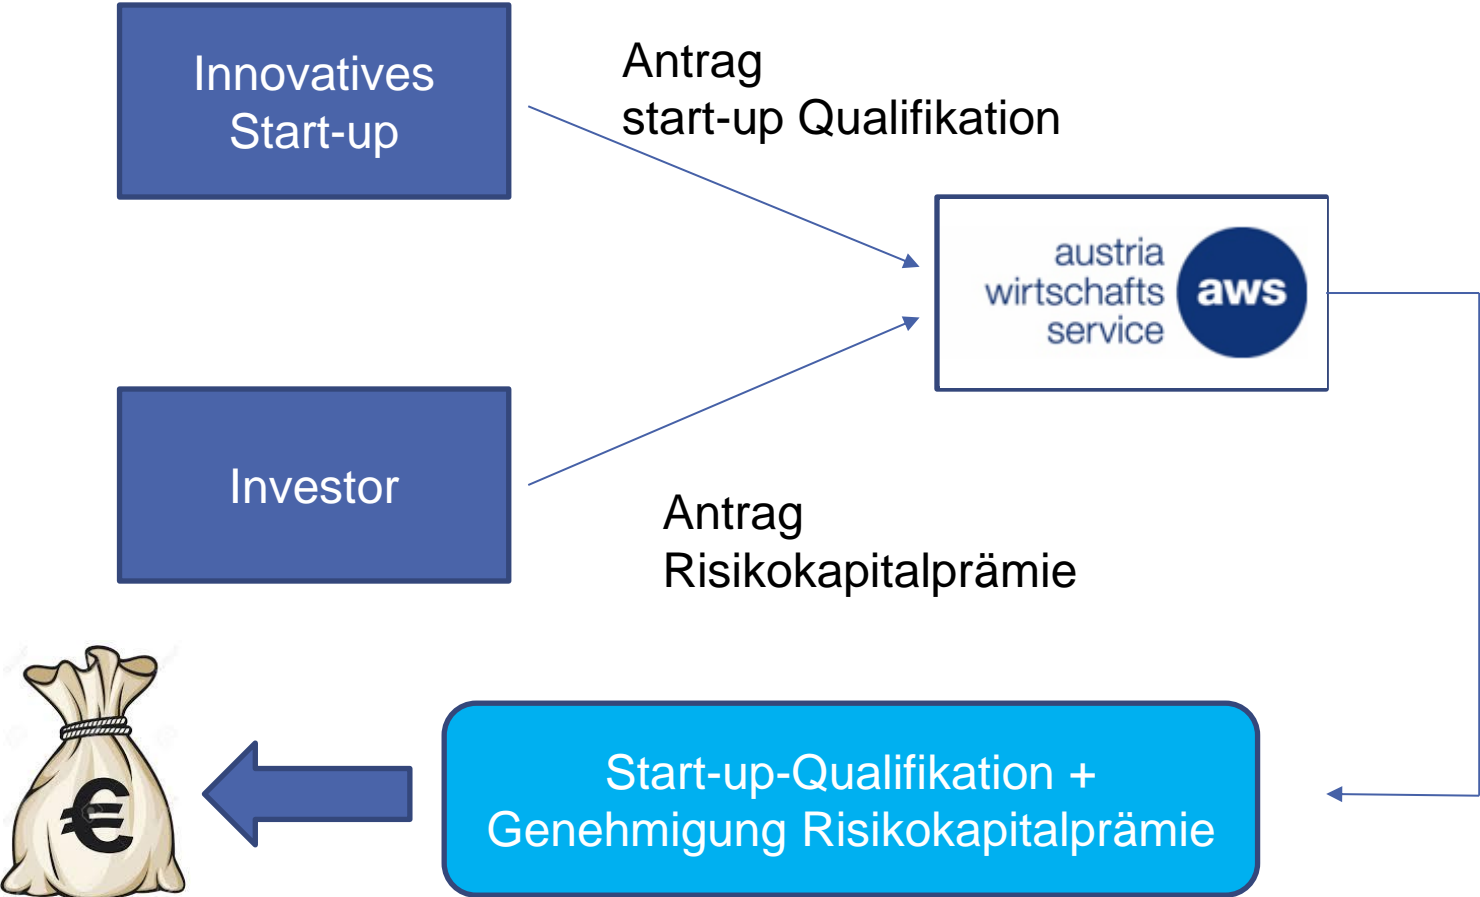 Innovatives
Start-up
Antrag
start-up Qualifikation
austria
wirtschafts
service
aws
Investor
Antrag
Risikokapitalprämie
€
Start-up-Qualifikation +
Genehmigung Risikokapitalprämie